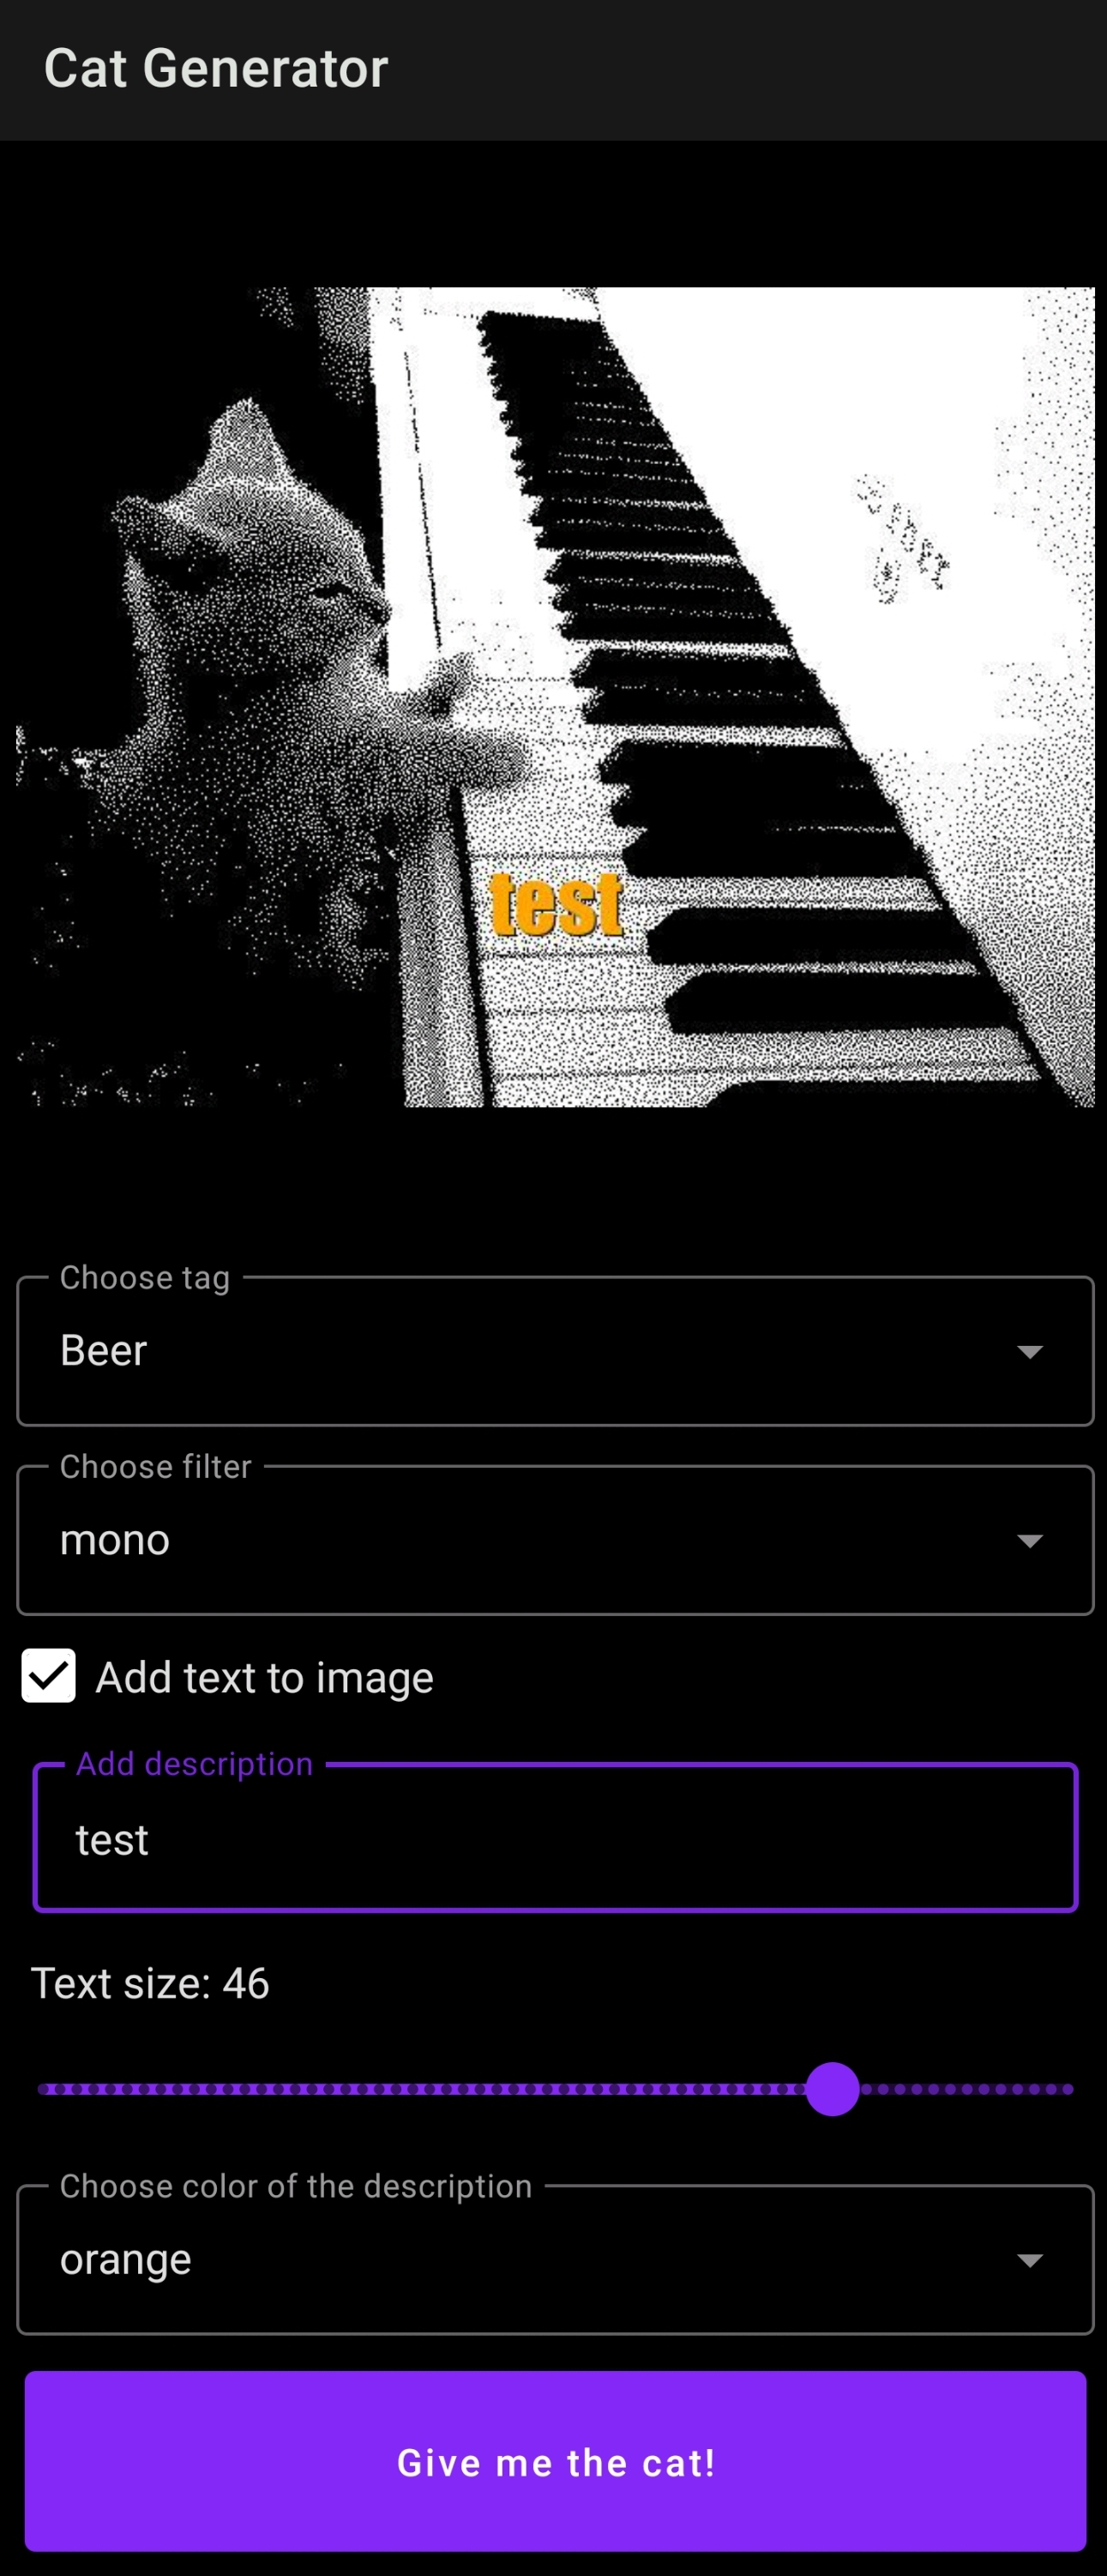 Cat Generator
test
Choose tag
Beer
Choose filter
mono
Add text to image
Add description
test
Text size: 46
Choose color of the description
orange
Give me the cat!